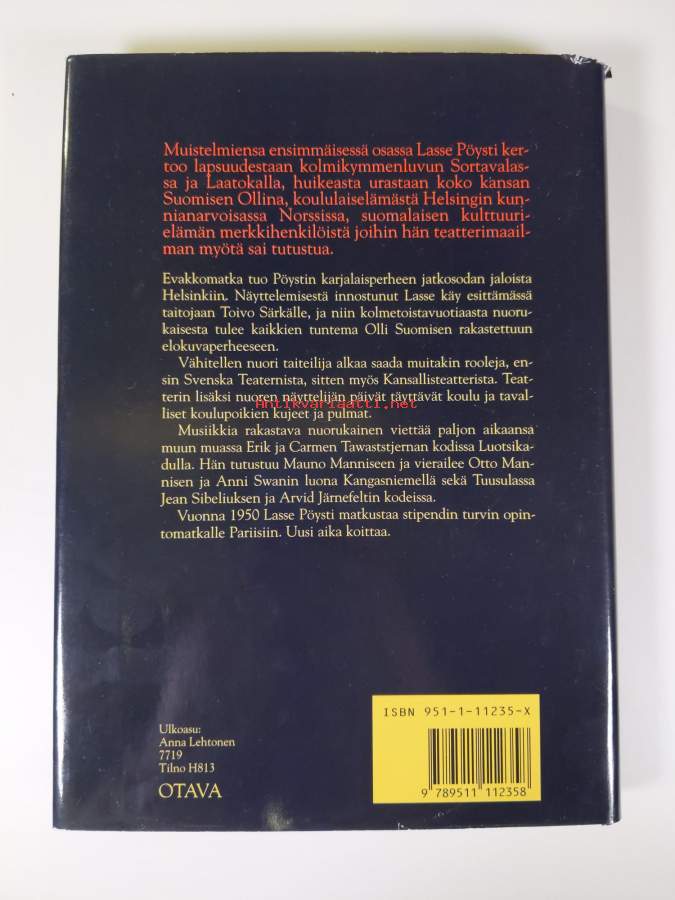 Muistelmiensa ensimmäisessä osassa Lasse Pöysti ker-
too lapsuudestaan kolmikymmenluvun Sortavalas-
sa ja Laatokalla, huikeasta urastaan koko kansan
Suomisen Ollina, koululaiselämästä Helsingin kun-
nianarvoisassa Norssissa, suomalaisen kulttuuri-
elämän merkkihenkilöistä joihin hän teatterimaail-
man myötä sai tutustua.
Evakkomatka tuo Pöystin karjalaisperheen jatkosodan jaloista
Helsinkiin. Näyttelemisestä innostunut Lasse käy esittämässä
taitojaan Toivo Särkälle, ja niin kolmetoistavuotiaasta nuoru-
kaisesta tulee kaikkien tuntema Olli Suomisen rakastettuun
elokuvaperheeseen.
Vähitellen nuori taiteilija alkaa saada muitakin rooleja, en-
sin Svenska Teaternista, sitten myös Kansallisteatterista. Teat-
terin lisäksi nuoren näyttelijän päivät täyttävät koulu ja taval-
Antikvariaatti.net
liset koulupoikien kujeet ja pulmat.
Musiikkia rakastava nuorukainen viettää paljon aikaansa
muun muassa Erik ja Carmen Tawaststjernan kodissa Luotsika-
dulla. Hän tutustuu Mauno Manniseen ja vierailee Otto Man-
nisen ja Anni Swanin luona Kangasniemellä sekä Tuusulassa
Jean Sibeliuksen ja Arvid Järnefeltin kodeissa.
Vuonna 1950 Lasse Pöysti matkustaa stipendin turvin opin-
tomatkalle Pariisiin. Uusi aika koittaa.
ISBN 951-1-11235-X
Ulkoasu:
Anna Lehtonen
7719
Tilno H813
OTAVA
9 789511 112358